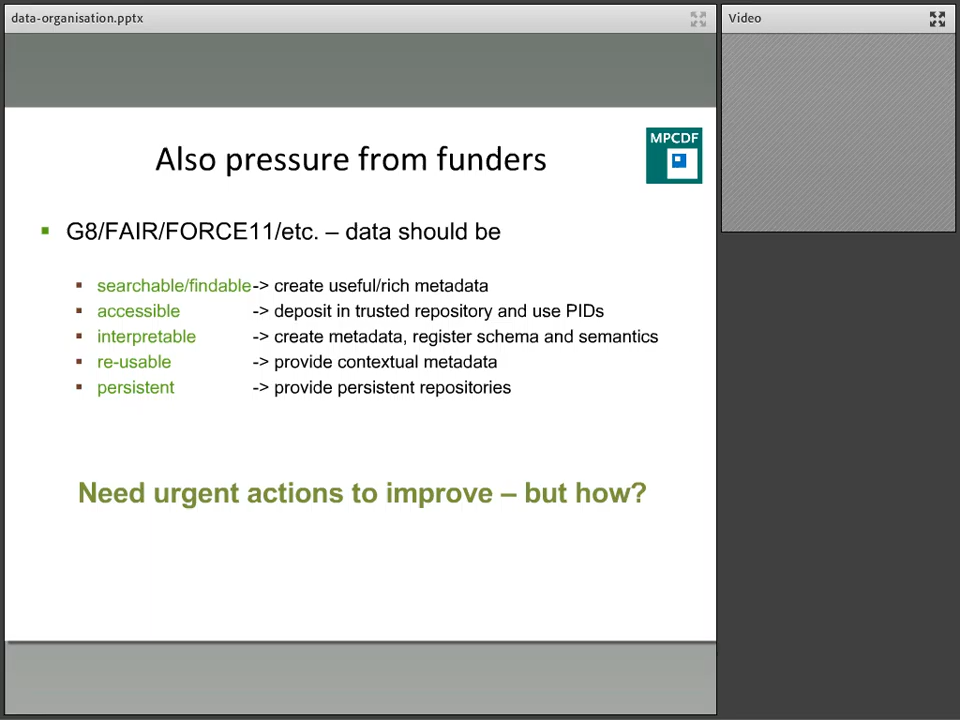 data-organisation.pptx
Video
MPCDF
Also pressure from funders
▪ G8/FAIR/FORCE11/etc. – data should be
▪ searchable/findable -> create useful/rich metadata
▪ accessible -> deposit in trusted repository and use PIDs
▪ interpretable -> create metadata, register schema and semantics
▪ re-usable -> provide contextual metadata
▪ persistent -> provide persistent repositories
Need urgent actions to improve – but how?